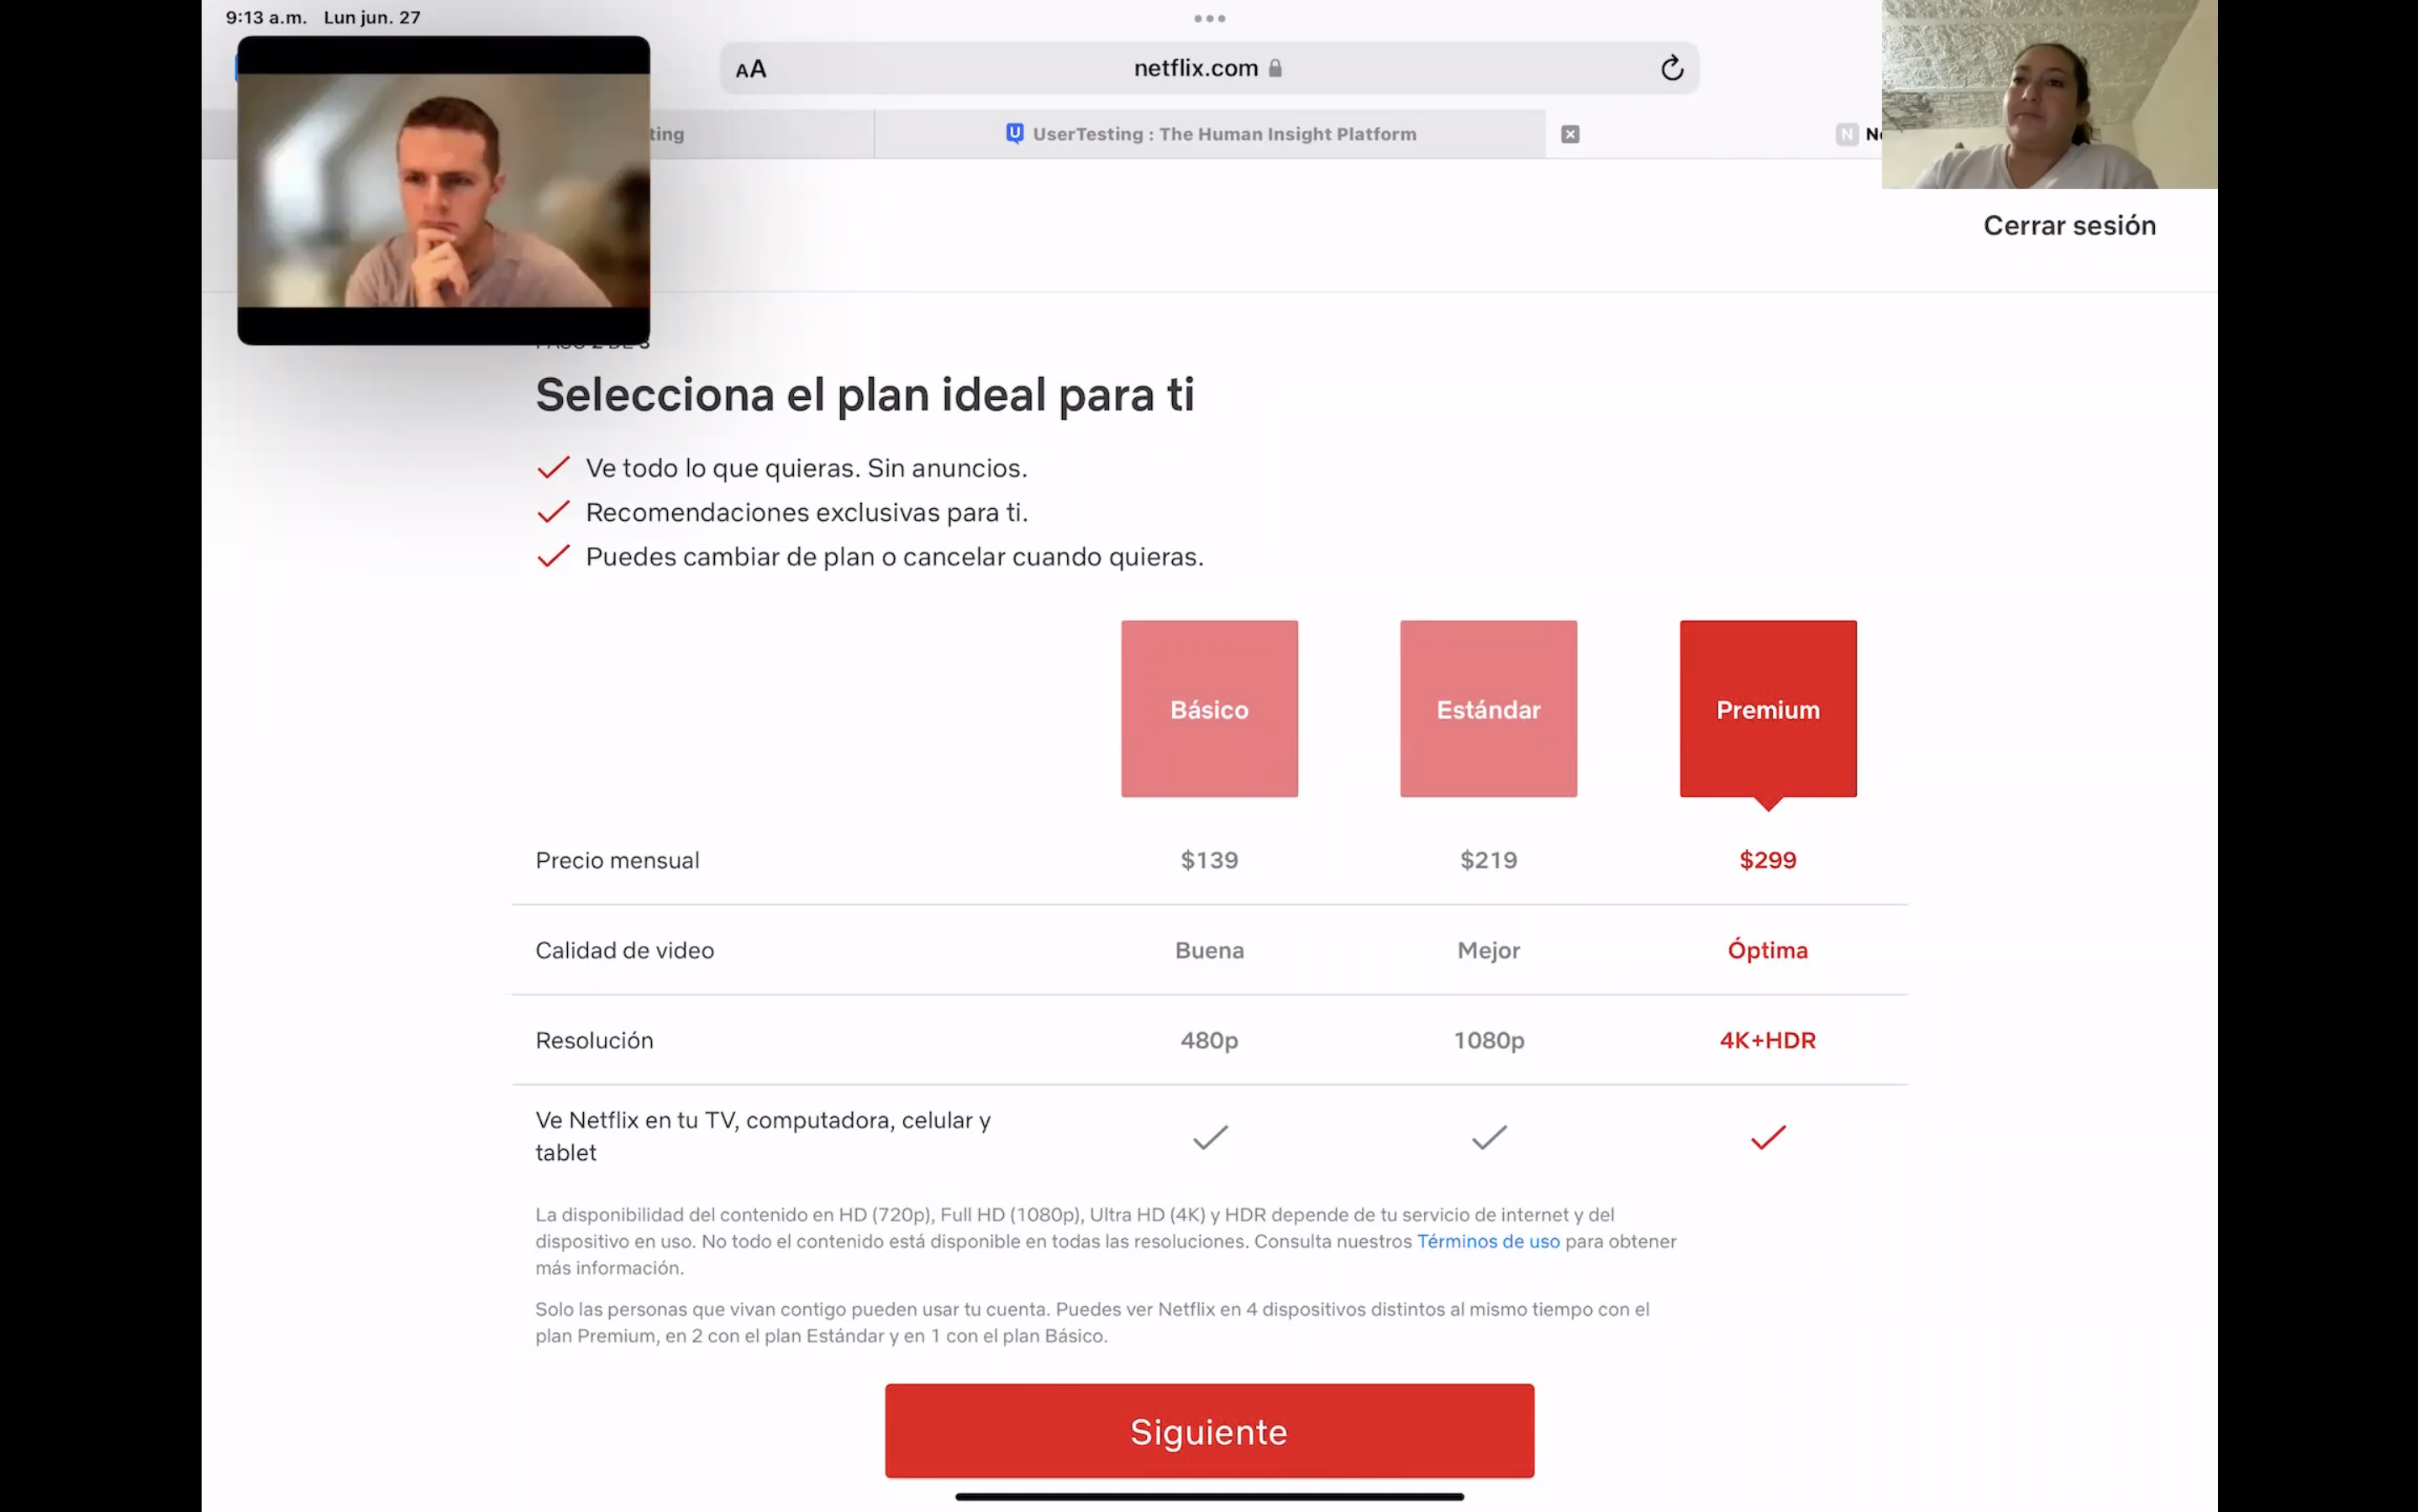 9:13 a.m. Lun jun. 27
AA
netflix.com
ting
UserTesting : The Human Insight Platform
N
Cerrar sesión
PASO 2 DE 3
Selecciona el plan ideal para ti
Ve todo lo que quieras. Sin anuncios.
Recomendaciones exclusivas para ti.
Puedes cambiar de plan o cancelar cuando quieras.
Básico Estándar Premium
Precio mensual $139 $219 $299
Calidad de video Buena Mejor Óptima
Resolución 480p 1080p 4K+HDR
Ve Netflix en tu TV, computadora, celular y
tablet
La disponibilidad del contenido en HD (720p), Full HD (1080p), Ultra HD (4K) y HDR depende de tu servicio de internet y del
dispositivo en uso. No todo el contenido está disponible en todas las resoluciones. Consulta nuestros Términos de uso para obtener
más información.
Solo las personas que vivan contigo pueden usar tu cuenta. Puedes ver Netflix en 4 dispositivos distintos al mismo tiempo con el
plan Premium, en 2 con el plan Estándar y en 1 con el plan Básico.
Siguiente